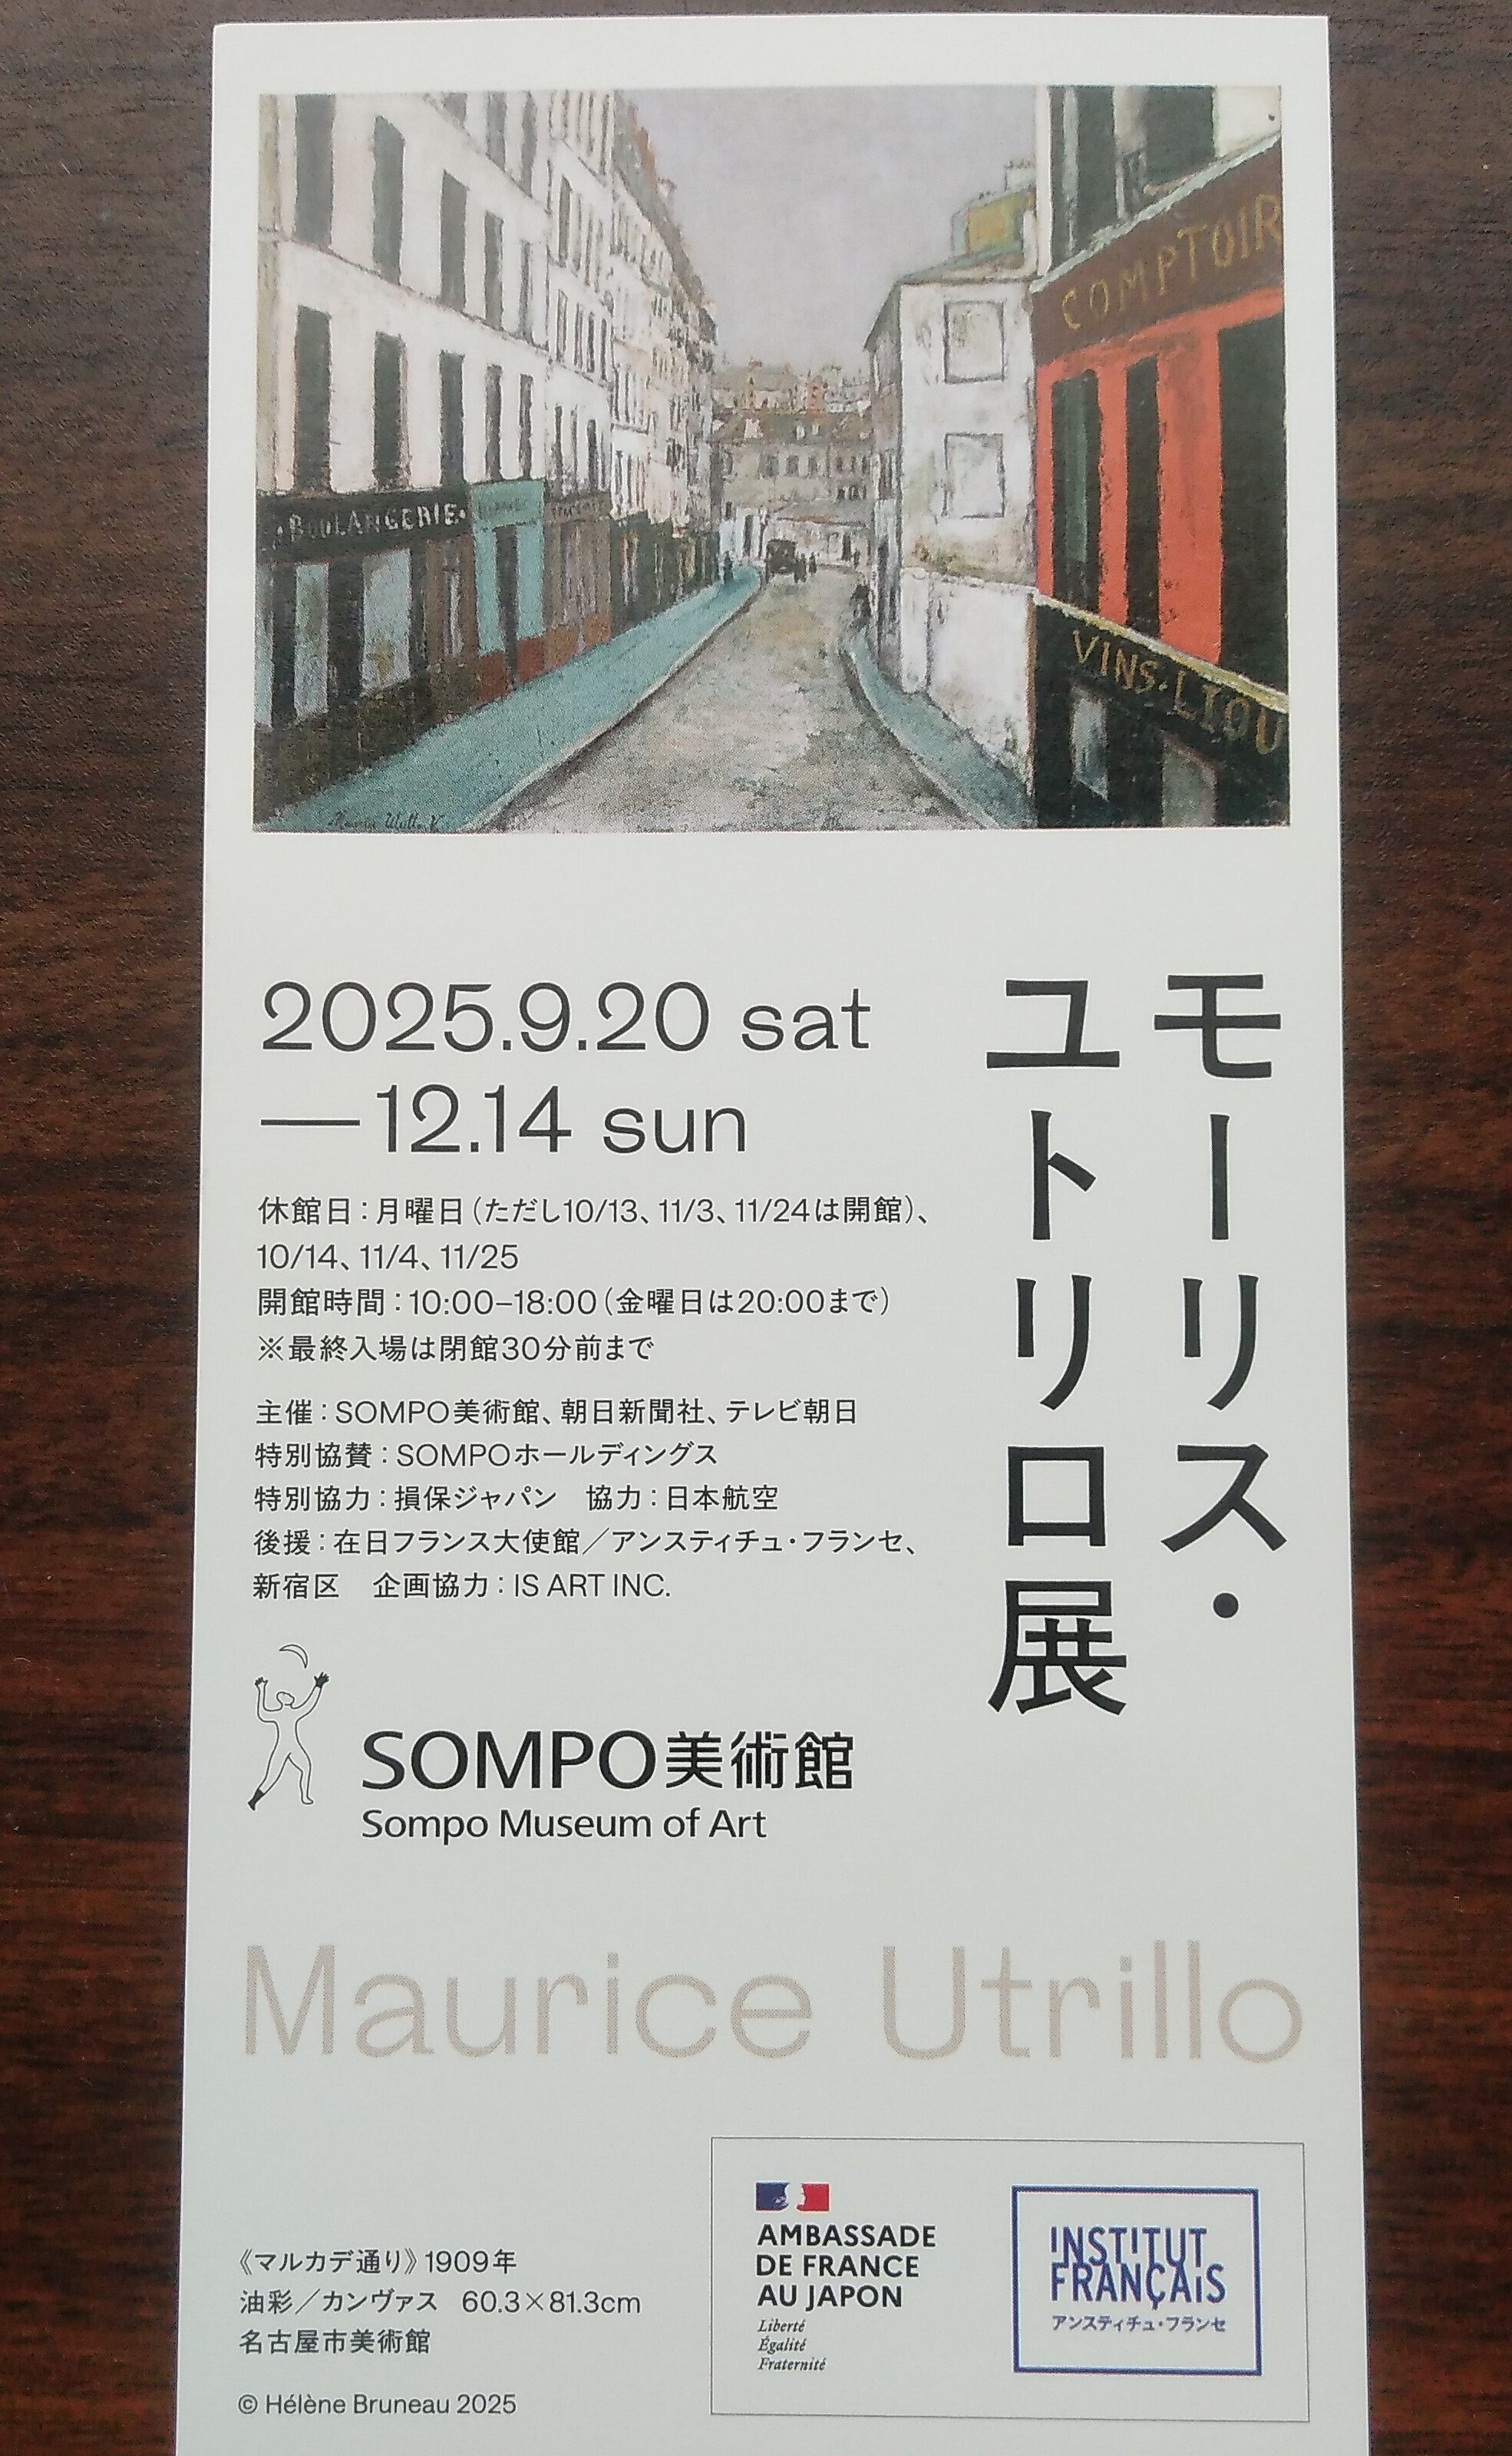 COMPTOIR
BOULANGERIE
VINS·LIQU
モーリス・
ユトリロ展
2025.9.20 sat
—12.14 sun
休館日：月曜日（ただし10/13、11/3、11/24は開館）、
10/14、11/4、11/25
開館時間：10:00–18:00（金曜日は20:00まで）
※最終入場は閉館30分前まで
主催：SOMPO美術館、朝日新聞社、テレビ朝日
特別協賛：SOMPOホールディングス
特別協力：損保ジャパン　協力：日本航空
後援：在日フランス大使館／アンスティチュ・フランセ、
新宿区　企画協力：IS ART INC.
SOMPO美術館
Sompo Museum of Art
Maurice Utrillo
《マルカデ通り》1909年
油彩／カンヴァス　60.3×81.3cm
名古屋市美術館
© Hélène Bruneau 2025
AMBASSADE
DE FRANCE
AU JAPON
Liberté
Égalité
Fraternité
INSTITUT
FRANÇAiS
アンスティチュ・フランセ